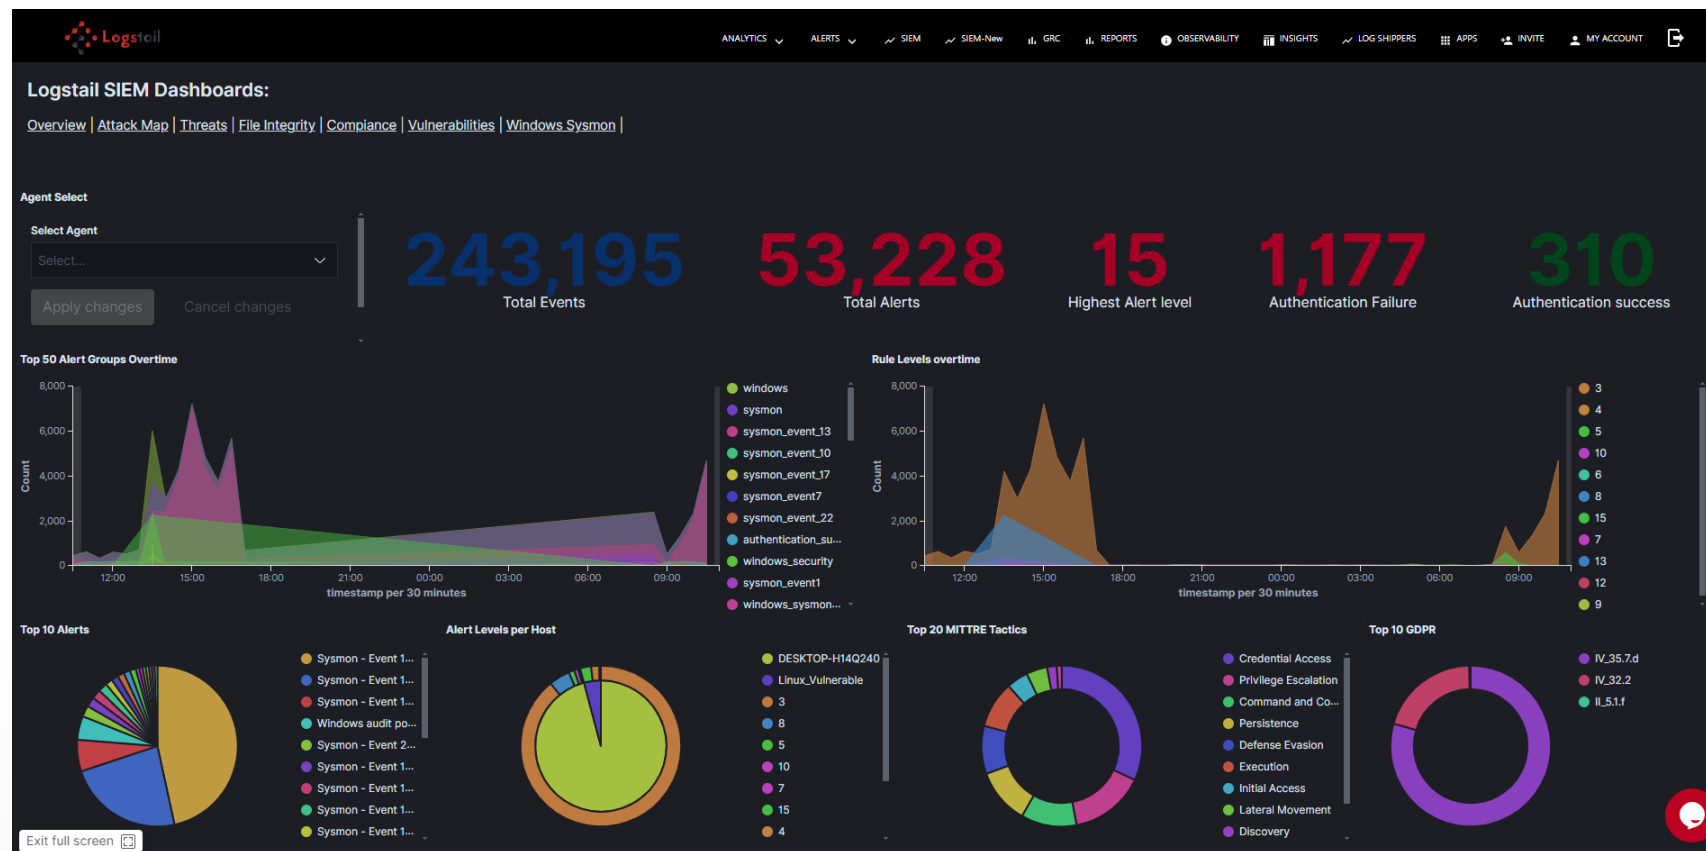 Logstail
ANALYTICS ALERTS SIEM SIEM-New GRC REPORTS OBSERVABILITY INSIGHTS LOG SHIPPERS APPS INVITE MY ACCOUNT
Logstail SIEM Dashboards:
Overview | Attack Map | Threats | File Integrity | Compiance | Vulnerabilities | Windows Sysmon |
Agent Select
Select Agent
Select...
Apply changes Cancel changes
243,195
Total Events
53,228
Total Alerts
15
Highest Alert level
1,177
Authentication Failure
310
Authentication success
Top 50 Alert Groups Overtime
8,000
6,000
4,000
2,000
0
Count
12:00 15:00 18:00 21:00 00:00 03:00 06:00 09:00
timestamp per 30 minutes
windows
sysmon
sysmon_event_13
sysmon_event_10
sysmon_event_17
sysmon_event7
sysmon_event_22
authentication_su...
windows_security
sysmon_event1
windows_sysmon...
Rule Levels overtime
8,000
6,000
4,000
2,000
0
Count
12:00 15:00 18:00 21:00 00:00 03:00 06:00 09:00
timestamp per 30 minutes
3
4
5
10
6
8
15
7
13
12
9
Top 10 Alerts
Sysmon - Event 1...
Sysmon - Event 1...
Sysmon - Event 1...
Windows audit po...
Sysmon - Event 2...
Sysmon - Event 1...
Sysmon - Event 1...
Sysmon - Event 1...
Sysmon - Event 1...
Alert Levels per Host
DESKTOP-H14Q240
Linux_Vulnerable
3
8
5
10
7
15
4
Top 20 MITTRE Tactics
Credential Access
Privilege Escalation
Command and Co...
Persistence
Defense Evasion
Execution
Initial Access
Lateral Movement
Discovery
Top 10 GDPR
IV_35.7.d
IV_32.2
II_5.1.f
Exit full screen